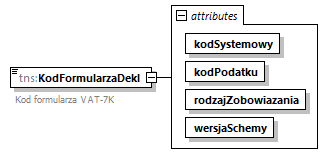 attributes
kodSystemowy
tns:KodFormularzaDekl
kodPodatku
Kod formularza VAT-7K
rodzajZobowiazania
wersjaSchemy